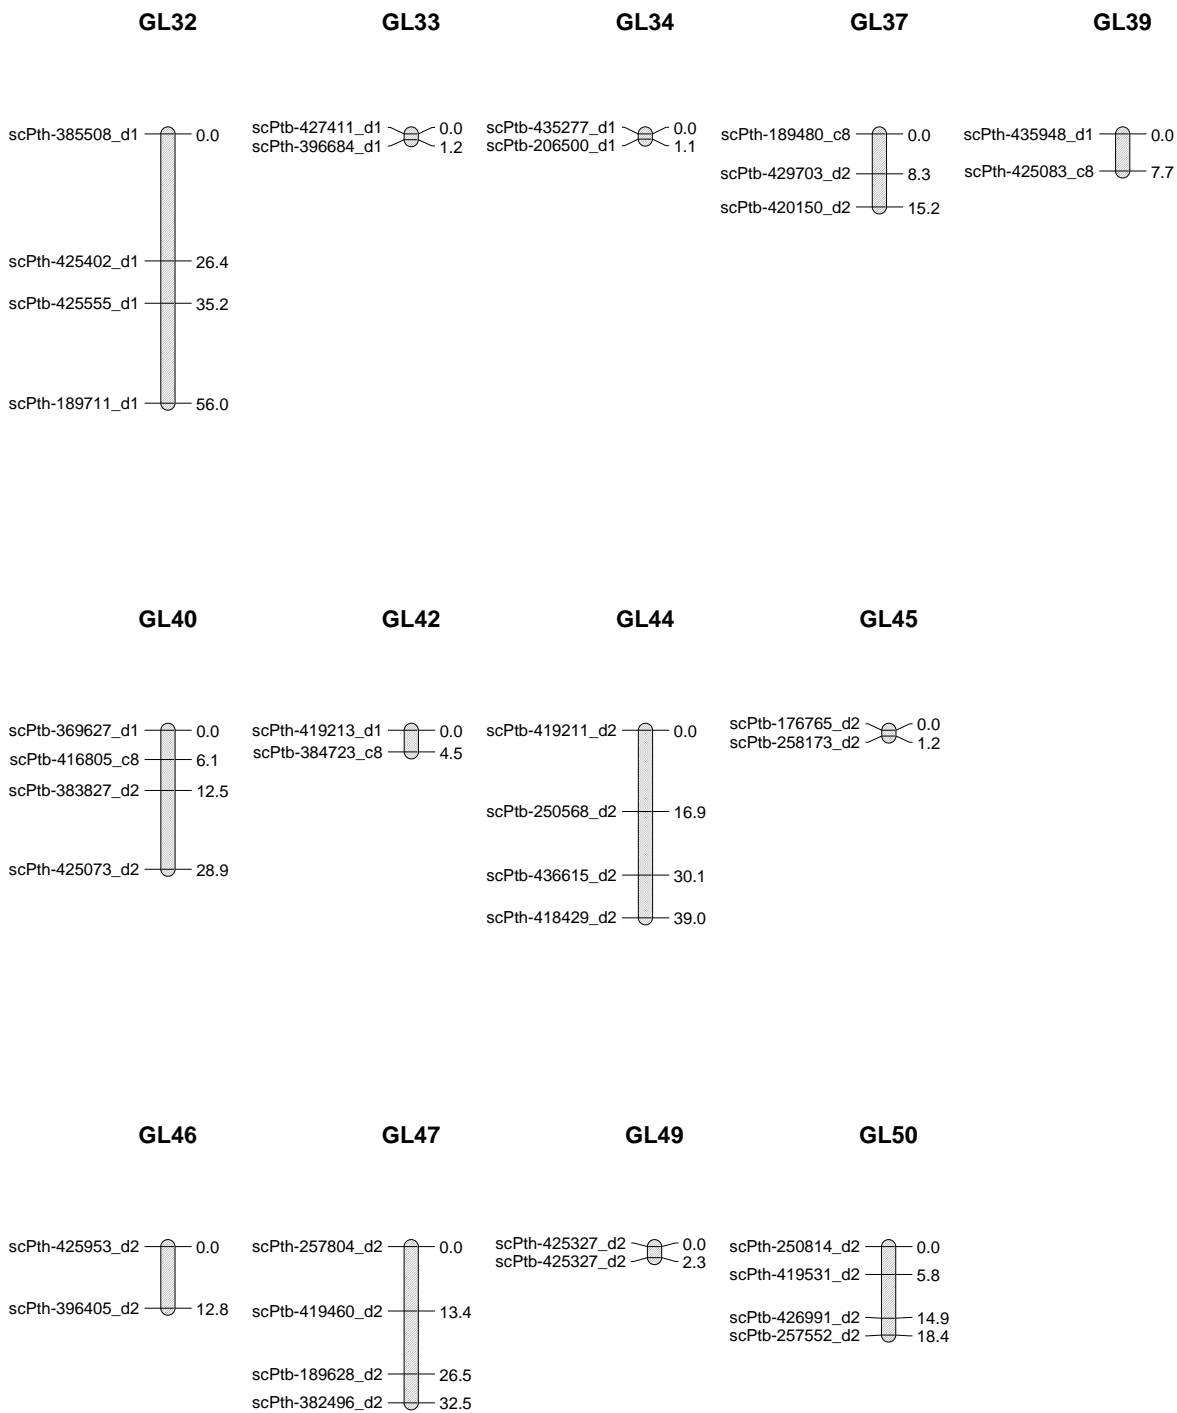 GL32 GL33 GL34 GL37 GL39
scPth-385508_d1 0.0
scPth-425402_d1 26.4
scPtb-425555_d1 35.2
scPth-189711_d1 56.0
scPtb-427411_d1 0.0
scPth-396684_d1 1.2
scPtb-435277_d1 0.0
scPtb-206500_d1 1.1
scPth-189480_c8 0.0
scPtb-429703_d2 8.3
scPtb-420150_d2 15.2
scPth-435948_d1 0.0
scPth-425083_c8 7.7
GL40 GL42 GL44 GL45
scPtb-369627_d1 0.0
scPtb-416805_c8 6.1
scPtb-383827_d2 12.5
scPth-425073_d2 28.9
scPth-419213_d1 0.0
scPtb-384723_c8 4.5
scPtb-419211_d2 0.0
scPtb-250568_d2 16.9
scPtb-436615_d2 30.1
scPth-418429_d2 39.0
scPtb-176765_d2 0.0
scPtb-258173_d2 1.2
GL46 GL47 GL49 GL50
scPth-425953_d2 0.0
scPth-396405_d2 12.8
scPth-257804_d2 0.0
scPtb-419460_d2 13.4
scPtb-189628_d2 26.5
scPth-382496_d2 32.5
scPth-425327_d2 0.0
scPtb-425327_d2 2.3
scPth-250814_d2 0.0
scPth-419531_d2 5.8
scPtb-426991_d2 14.9
scPtb-257552_d2 18.4